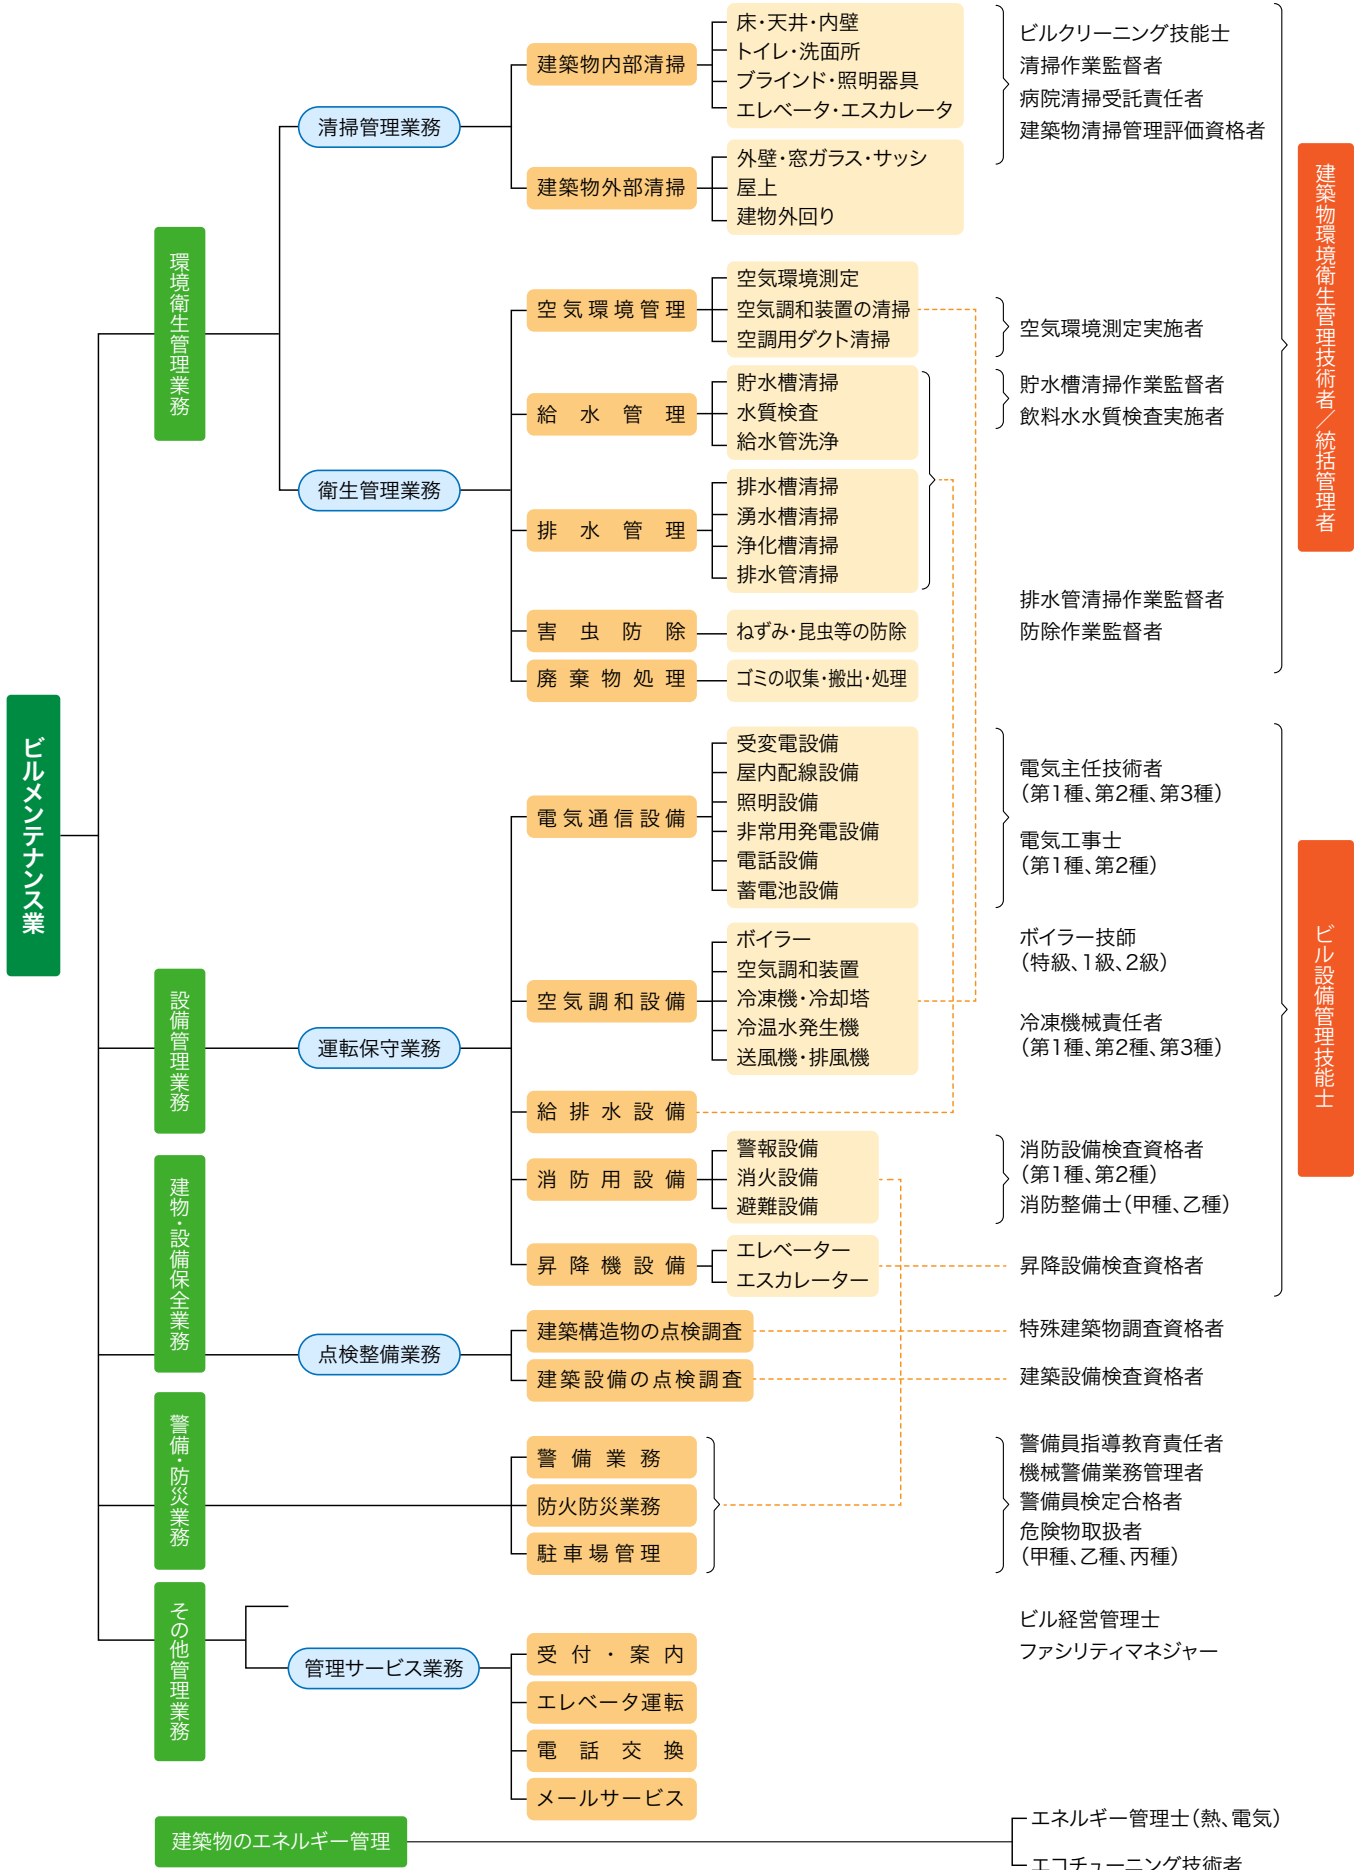 ビルメンテナンス業
環境衛生管理業務
清掃管理業務
建築物内部清掃
床・天井・内壁
トイレ・洗面所
ブラインド・照明器具
エレベータ・エスカレータ
建築物外部清掃
外壁・窓ガラス・サッシ
屋上
建物外回り
ビルクリーニング技能士
清掃作業監督者
病院清掃受託責任者
建築物清掃管理評価資格者
衛生管理業務
空気環境管理
空気環境測定
空気調和装置の清掃
空調用ダクト清掃
空気環境測定実施者
給水管理
貯水槽清掃
水質検査
給水管洗浄
貯水槽清掃作業監督者
飲料水水質検査実施者
排水管理
排水槽清掃
湧水槽清掃
浄化槽清掃
排水管清掃
害虫防除
ねずみ・昆虫等の防除
廃棄物処理
ゴミの収集・搬出・処理
排水管清掃作業監督者
防除作業監督者
建築物環境衛生管理技術者／統括管理者
設備管理業務
運転保守業務
電気通信設備
受変電設備
屋内配線設備
照明設備
非常用発電設備
電話設備
蓄電池設備
電気主任技術者
(第1種、第2種、第3種)
電気工事士
(第1種、第2種)
空気調和設備
ボイラー
空気調和装置
冷凍機・冷却塔
冷温水発生機
送風機・排風機
ボイラー技師
(特級、1級、2級)
冷凍機械責任者
(第1種、第2種、第3種)
給排水設備
消防用設備
警報設備
消火設備
避難設備
消防設備検査資格者
(第1種、第2種)
消防整備士(甲種、乙種)
昇降機設備
エレベーター
エスカレーター
昇降設備検査資格者
ビル設備管理技能士
建物・設備保全業務
点検整備業務
建築構造物の点検調査
特殊建築物調査資格者
建築設備の点検調査
建築設備検査資格者
警備・防災業務
警備業務
防火防災業務
駐車場管理
警備員指導教育責任者
機械警備業務管理者
警備員検定合格者
危険物取扱者
(甲種、乙種、丙種)
その他管理業務
ビル経営管理士
ファシリティマネジャー
管理サービス業務
受付・案内
エレベータ運転
電話交換
メールサービス
建築物のエネルギー管理
エネルギー管理士(熱、電気)
エコチューニング技術者